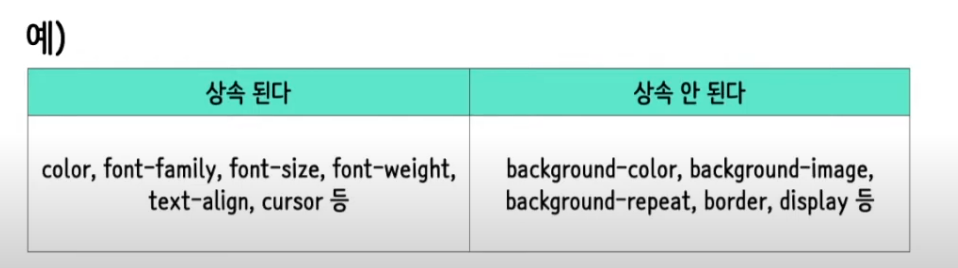 예)
상속 된다
상속 안 된다
color, font-family, font-size, font-weight,
text-align, cursor 등
background-color, background-image,
background-repeat, border, display 등